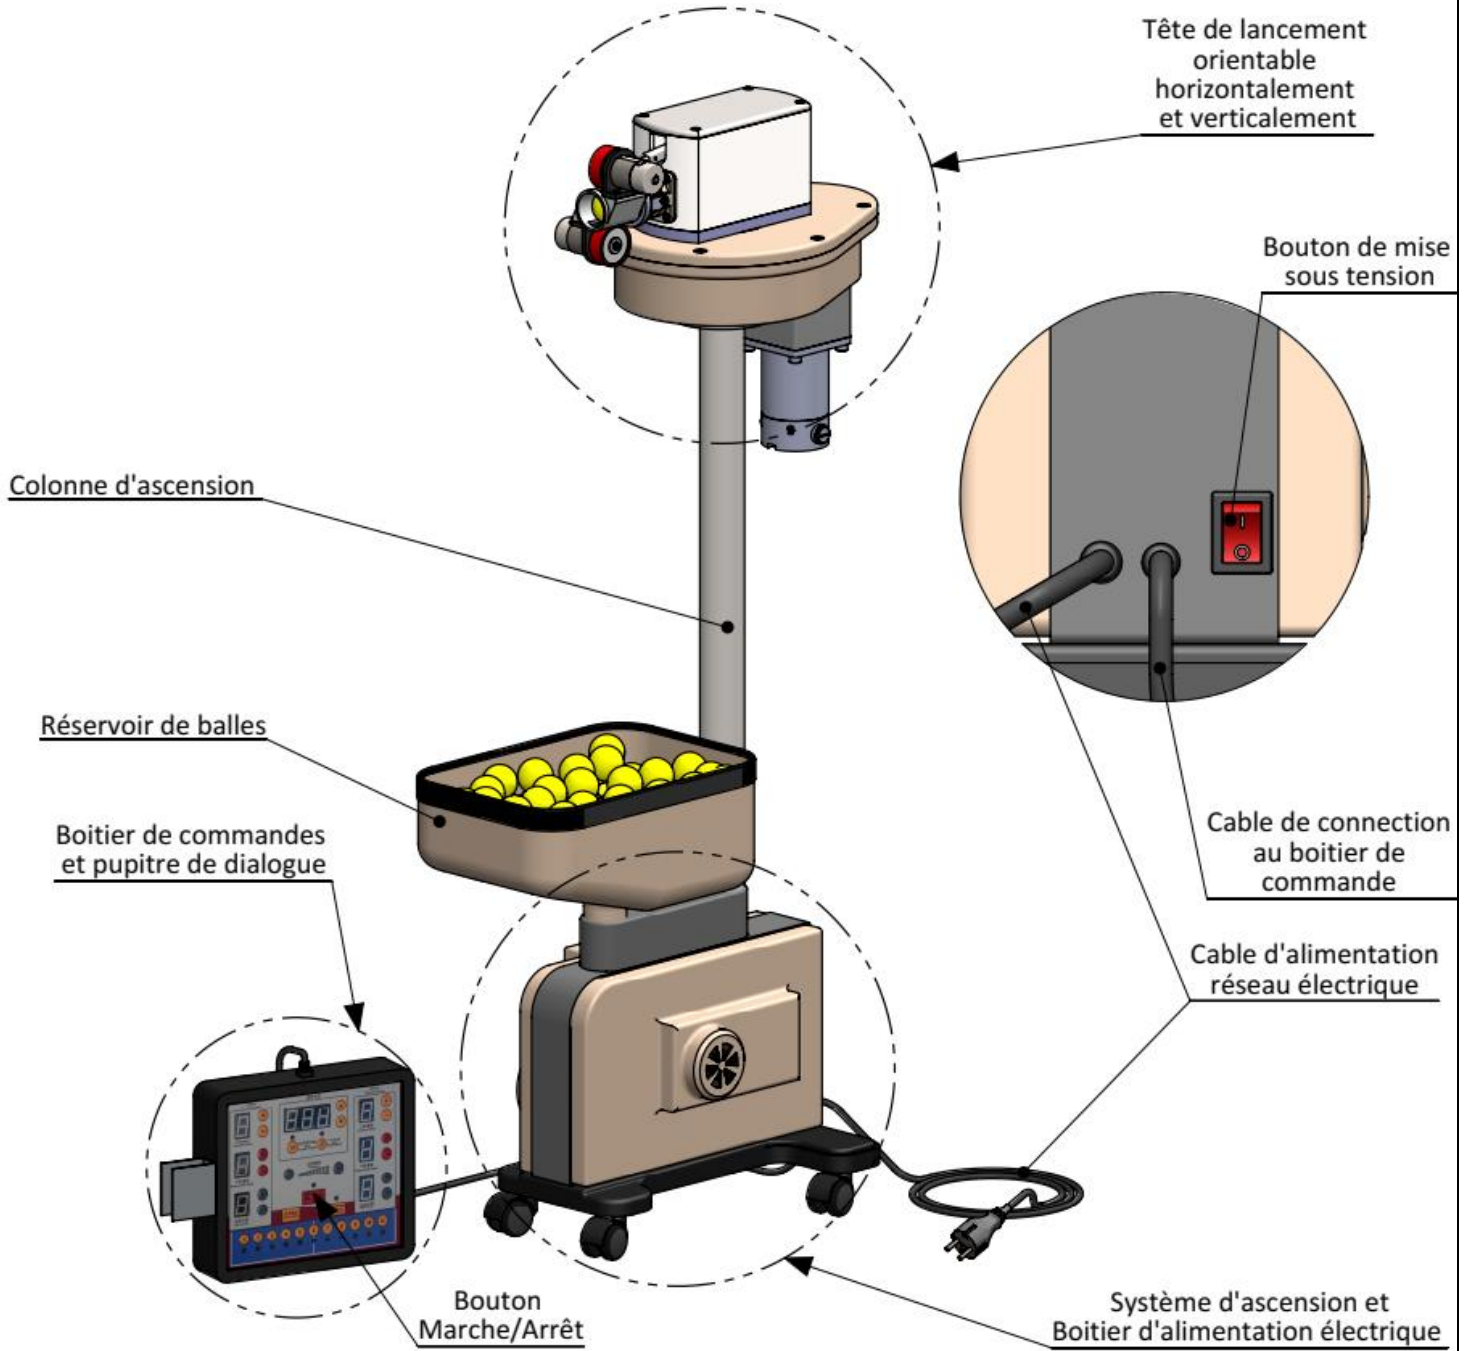 Tête de lancement
orientable
horizontalement
et verticalement
Bouton de mise
sous tension
Colonne d'ascension
Réservoir de balles
Boitier de commandes
et pupitre de dialogue
Cable de connection
au boitier de
commande
Cable d'alimentation
réseau électrique
Bouton
Marche/Arrêt
Système d'ascension et
Boitier d'alimentation électrique